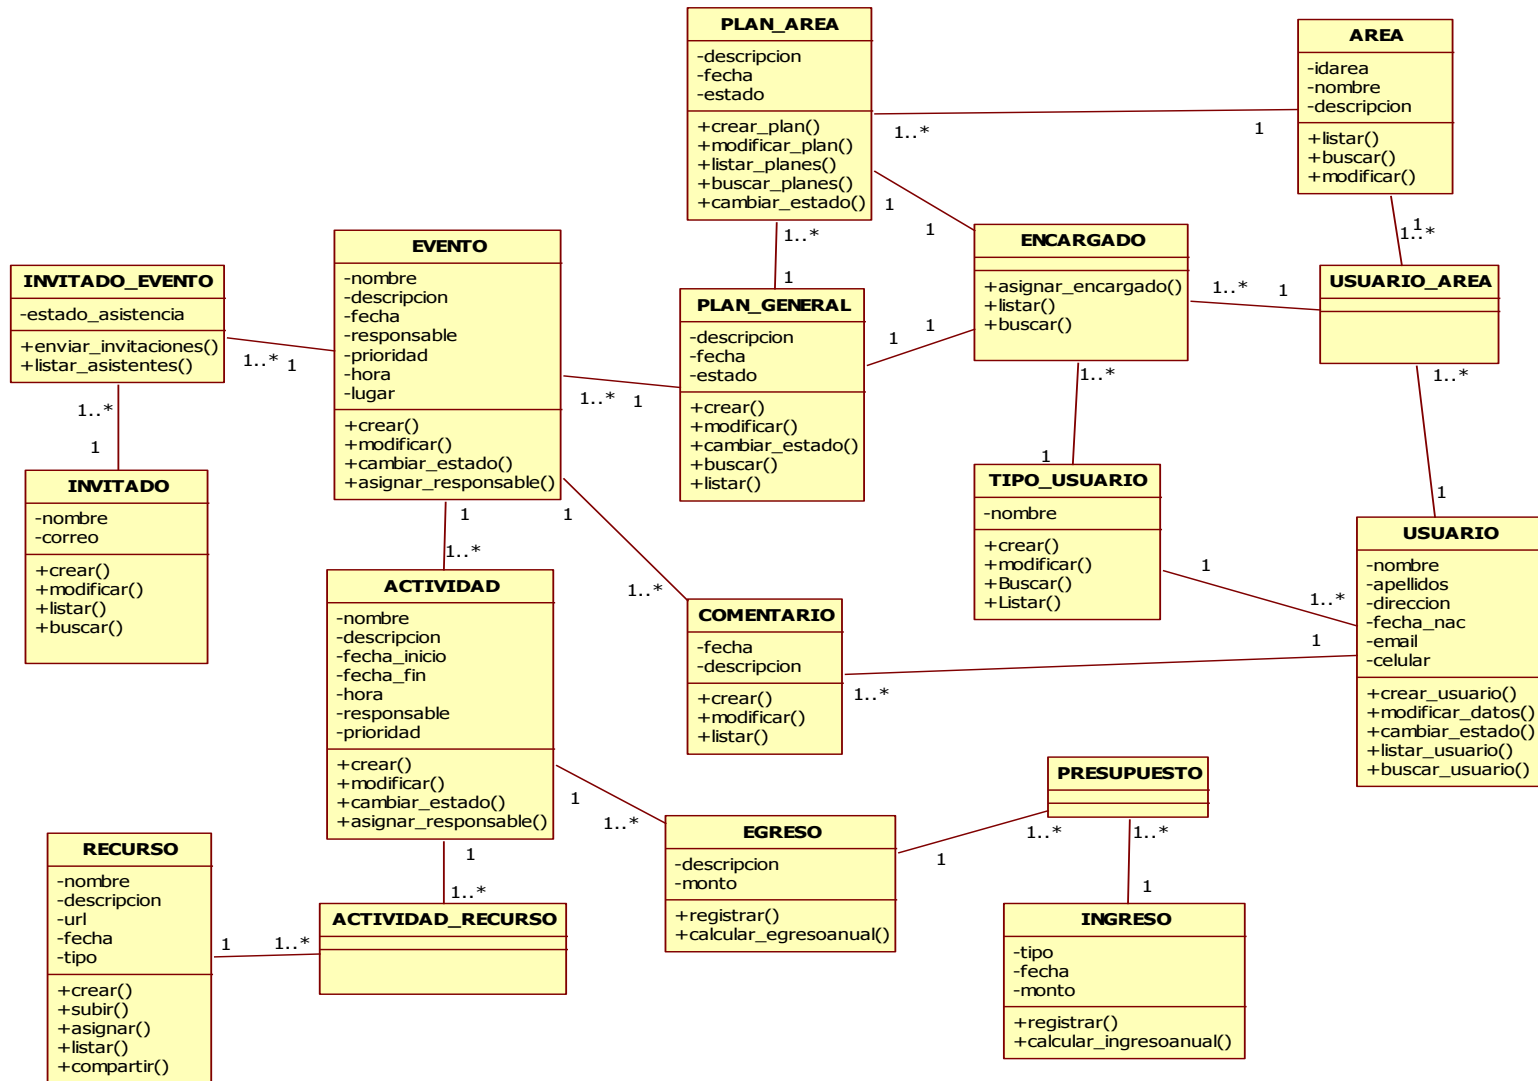 PLAN_AREA
-descripcion
-fecha
-estado
+crear_plan()
+modificar_plan()
+listar_planes()
+buscar_planes()
+cambiar_estado()
AREA
-idarea
-nombre
-descripcion
+listar()
+buscar()
+modificar()
1..*
1
1
1
1..*
1
1
1..*
ENCARGADO
+asignar_encargado()
+listar()
+buscar()
1..*
1
USUARIO_AREA
EVENTO
-nombre
-descripcion
-fecha
-responsable
-prioridad
-hora
-lugar
+crear()
+modificar()
+cambiar_estado()
+asignar_responsable()
INVITADO_EVENTO
-estado_asistencia
+enviar_invitaciones()
+listar_asistentes()
1..*
1
PLAN_GENERAL
-descripcion
-fecha
-estado
+crear()
+modificar()
+cambiar_estado()
+buscar()
+listar()
1
1
1..*
1
1..*
1
1..*
1
1..*
1
INVITADO
-nombre
-correo
+crear()
+modificar()
+listar()
+buscar()
TIPO_USUARIO
-nombre
+crear()
+modificar()
+Buscar()
+Listar()
USUARIO
-nombre
-apellidos
-direccion
-fecha_nac
-email
-celular
+crear_usuario()
+modificar_datos()
+cambiar_estado()
+listar_usuario()
+buscar_usuario()
1
1..*
1
1..*
1
1..*
ACTIVIDAD
-nombre
-descripcion
-fecha_inicio
-fecha_fin
-hora
-responsable
-prioridad
+crear()
+modificar()
+cambiar_estado()
+asignar_responsable()
COMENTARIO
-fecha
-descripcion
+crear()
+modificar()
+listar()
1
1..*
1
1..*
PRESUPUESTO
EGRESO
-descripcion
-monto
+registrar()
+calcular_egresoanual()
1..*
1
1..*
1
RECURSO
-nombre
-descripcion
-url
-fecha
-tipo
+crear()
+subir()
+asignar()
+listar()
+compartir()
1
1..*
1
1..*
ACTIVIDAD_RECURSO
INGRESO
-tipo
-fecha
-monto
+registrar()
+calcular_ingresoanual()